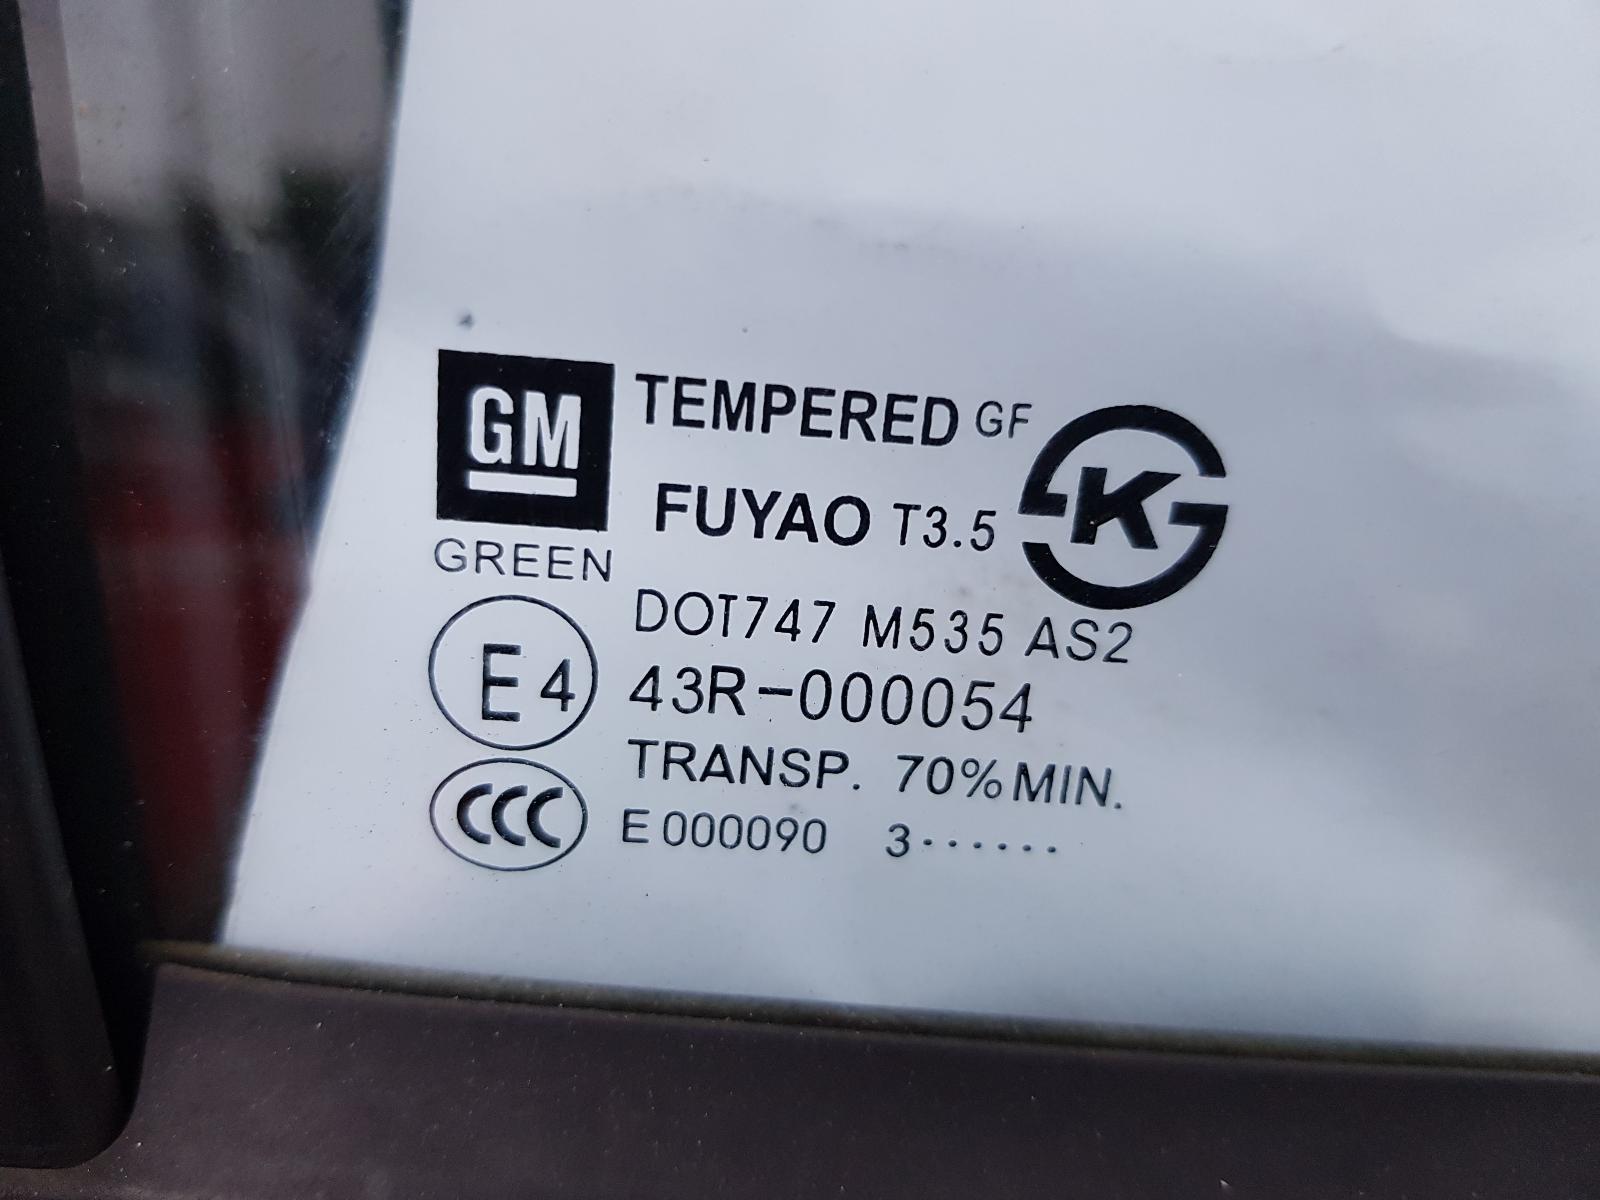 GM TEMPERED GF
FUYAO T3.5 K
GREEN
DOT747 M535 AS2
E4 43R-000054
TRANSP. 70% MIN.
CCC E000090 3······